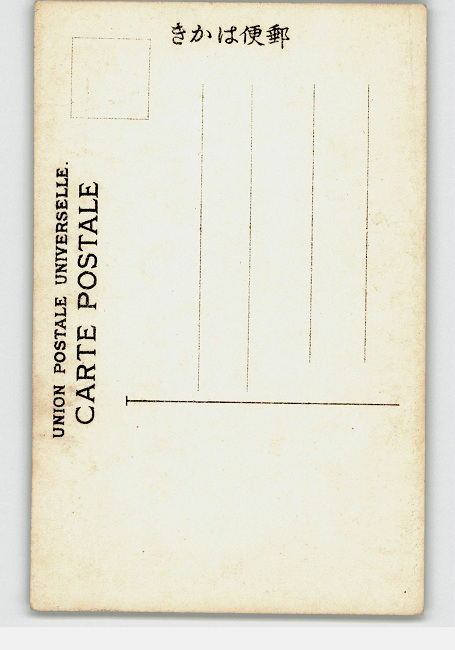 きかは便郵
UNION POSTALE UNIVERSELLE.
CARTE POSTALE